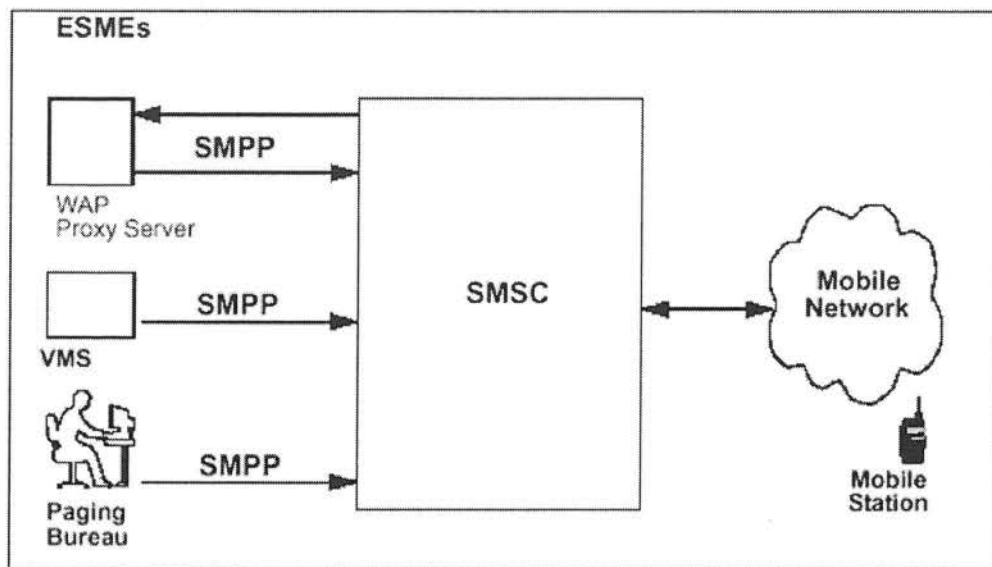 ESMEs
SMPP
WAP
Proxy Server
SMPP
VMS
SMPP
Paging
Bureau
SMSC
Mobile
Network
Mobile
Station